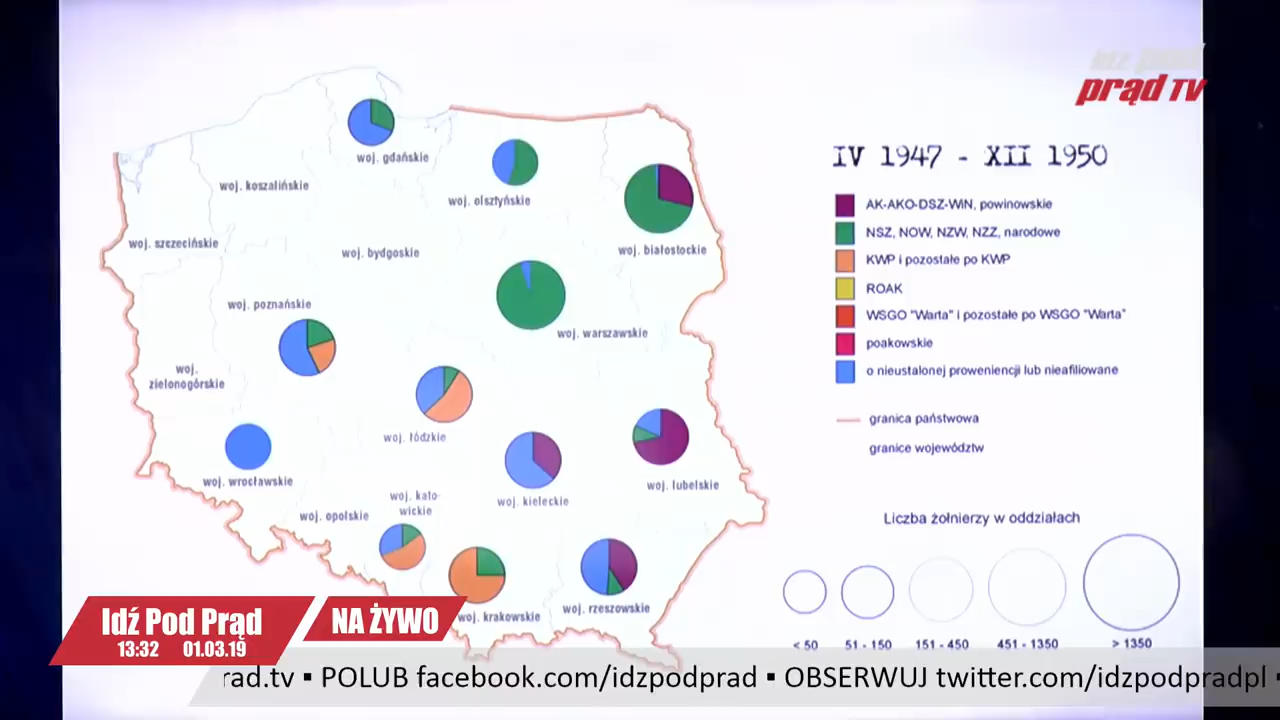 idź pod
prąd TV
IV 1947 - XII 1950
AK-AKO-DSZ-WiN, powinowskie
NSZ, NOW, NZW, NZZ, narodowe
KWP i pozostałe po KWP
ROAK
WSGO "Warta" i pozostałe po WSGO "Warta"
poakowskie
o nieustalonej proweniencji lub nieafiliowane
granica państwowa
granice województw
Liczba żołnierzy w oddziałach
< 50
51 - 150
151 - 450
451 - 1350
> 1350
woj. gdańskie
woj. koszalińskie
woj. olsztyńskie
woj. białostockie
woj. szczecińskie
woj. bydgoskie
woj. poznańskie
woj. warszawskie
woj.
zielonogórskie
woj. łódzkie
woj. wrocławskie
woj. kieleckie
woj. lubelskie
woj. opolskie
woj. kato-
wickie
woj. krakowskie
woj. rzeszowskie
Idź Pod Prąd
NA ŻYWO
13:32 01.03.19
rad.tv ▪ POLUB facebook.com/idzpodprad ▪ OBSERWUJ twitter.com/idzpodpradpl ▪